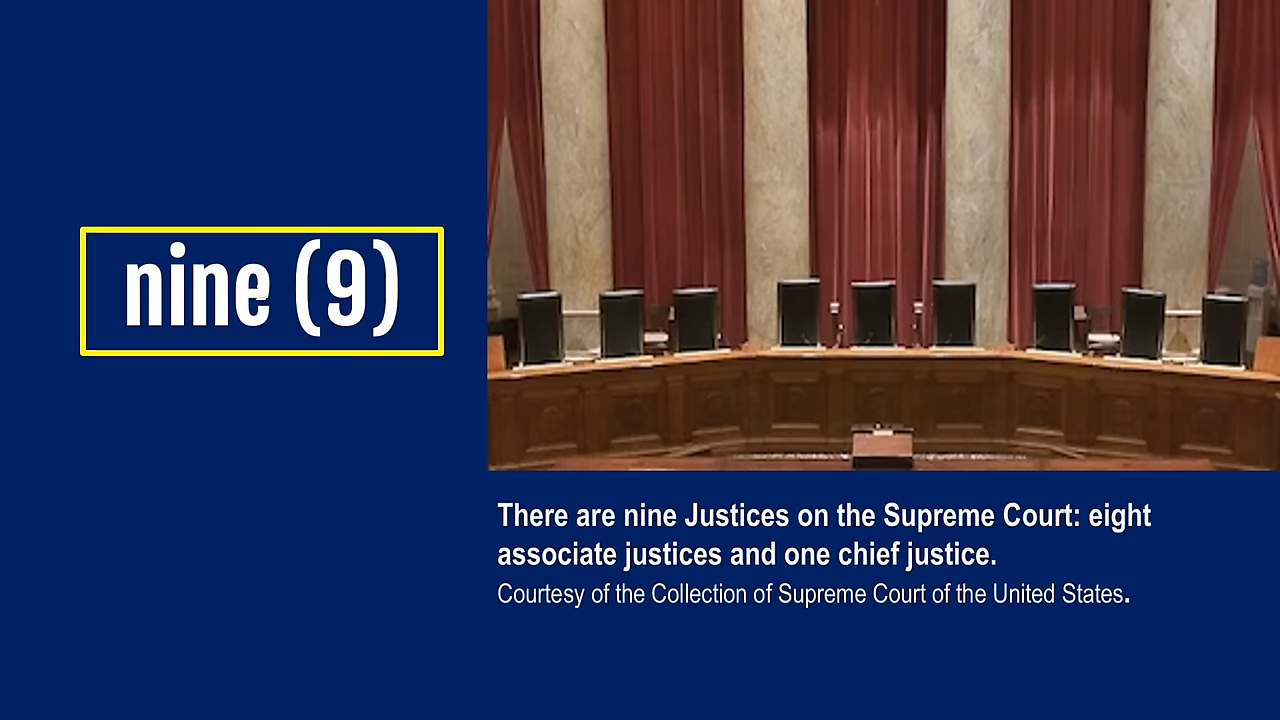 nine (9)
There are nine Justices on the Supreme Court: eight
associate justices and one chief justice.
Courtesy of the Collection of Supreme Court of the United States.